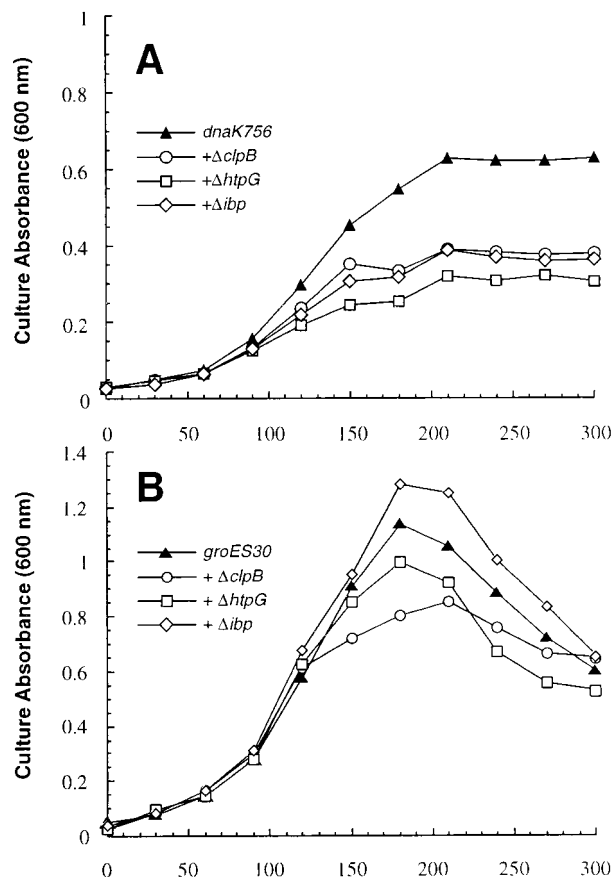 A
Culture Absorbance (600 nm)
1
0.8
0.6
0.4
0.2
0
dnaK756
+ΔclpB
+ΔhtpG
+Δibp
0 50 100 150 200 250 300
B
Culture Absorbance (600 nm)
1.4
1.2
1
0.8
0.6
0.4
0.2
0
groES30
+ ΔclpB
+ ΔhtpG
+ Δibp
0 50 100 150 200 250 300